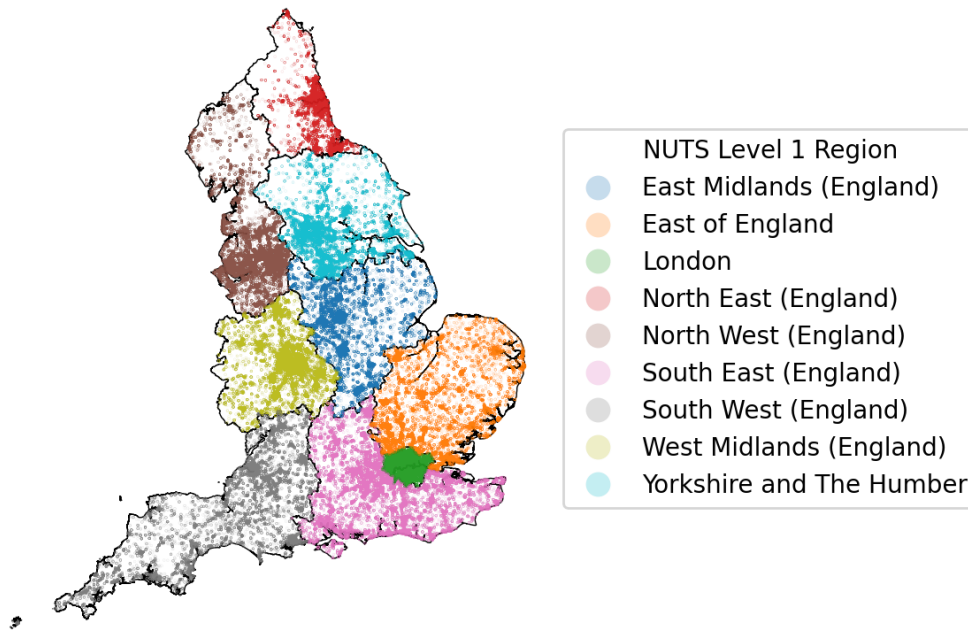 NUTS Level 1 Region
East Midlands (England)
East of England
London
North East (England)
North West (England)
South East (England)
South West (England)
West Midlands (England)
Yorkshire and The Humber